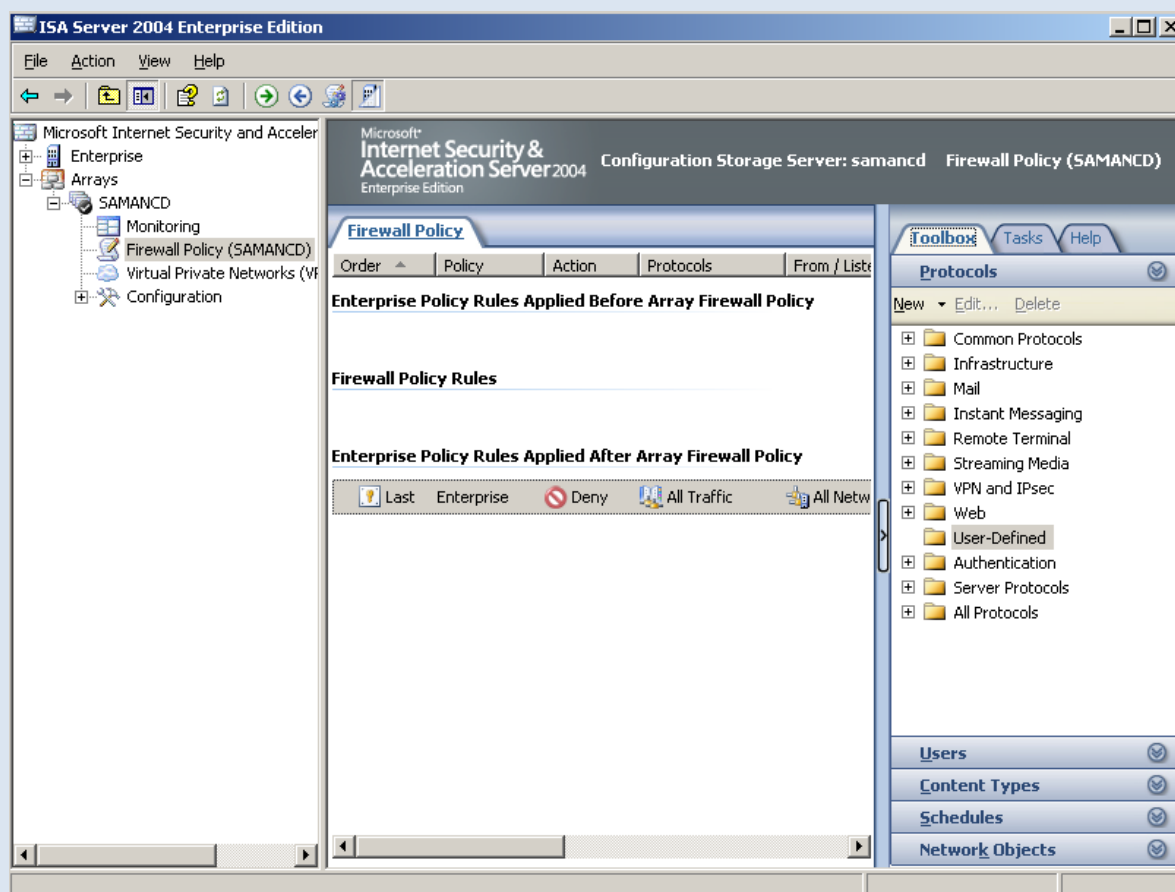 ISA Server 2004 Enterprise Edition
File Action View Help
Microsoft Internet Security and Acceler
Enterprise
Arrays
SAMANCD
Monitoring
Firewall Policy (SAMANCD)
Virtual Private Networks (VP
Configuration
Microsoft
Internet Security &
Acceleration Server 2004
Enterprise Edition
Configuration Storage Server: samancd Firewall Policy (SAMANCD)
Firewall Policy
Order Policy Action Protocols From / Liste
Enterprise Policy Rules Applied Before Array Firewall Policy
Firewall Policy Rules
Enterprise Policy Rules Applied After Array Firewall Policy
Last Enterprise Deny All Traffic All Netw
Toolbox Tasks Help
Protocols
New Edit... Delete
Common Protocols
Infrastructure
Mail
Instant Messaging
Remote Terminal
Streaming Media
VPN and IPsec
Web
User-Defined
Authentication
Server Protocols
All Protocols
Users
Content Types
Schedules
Network Objects